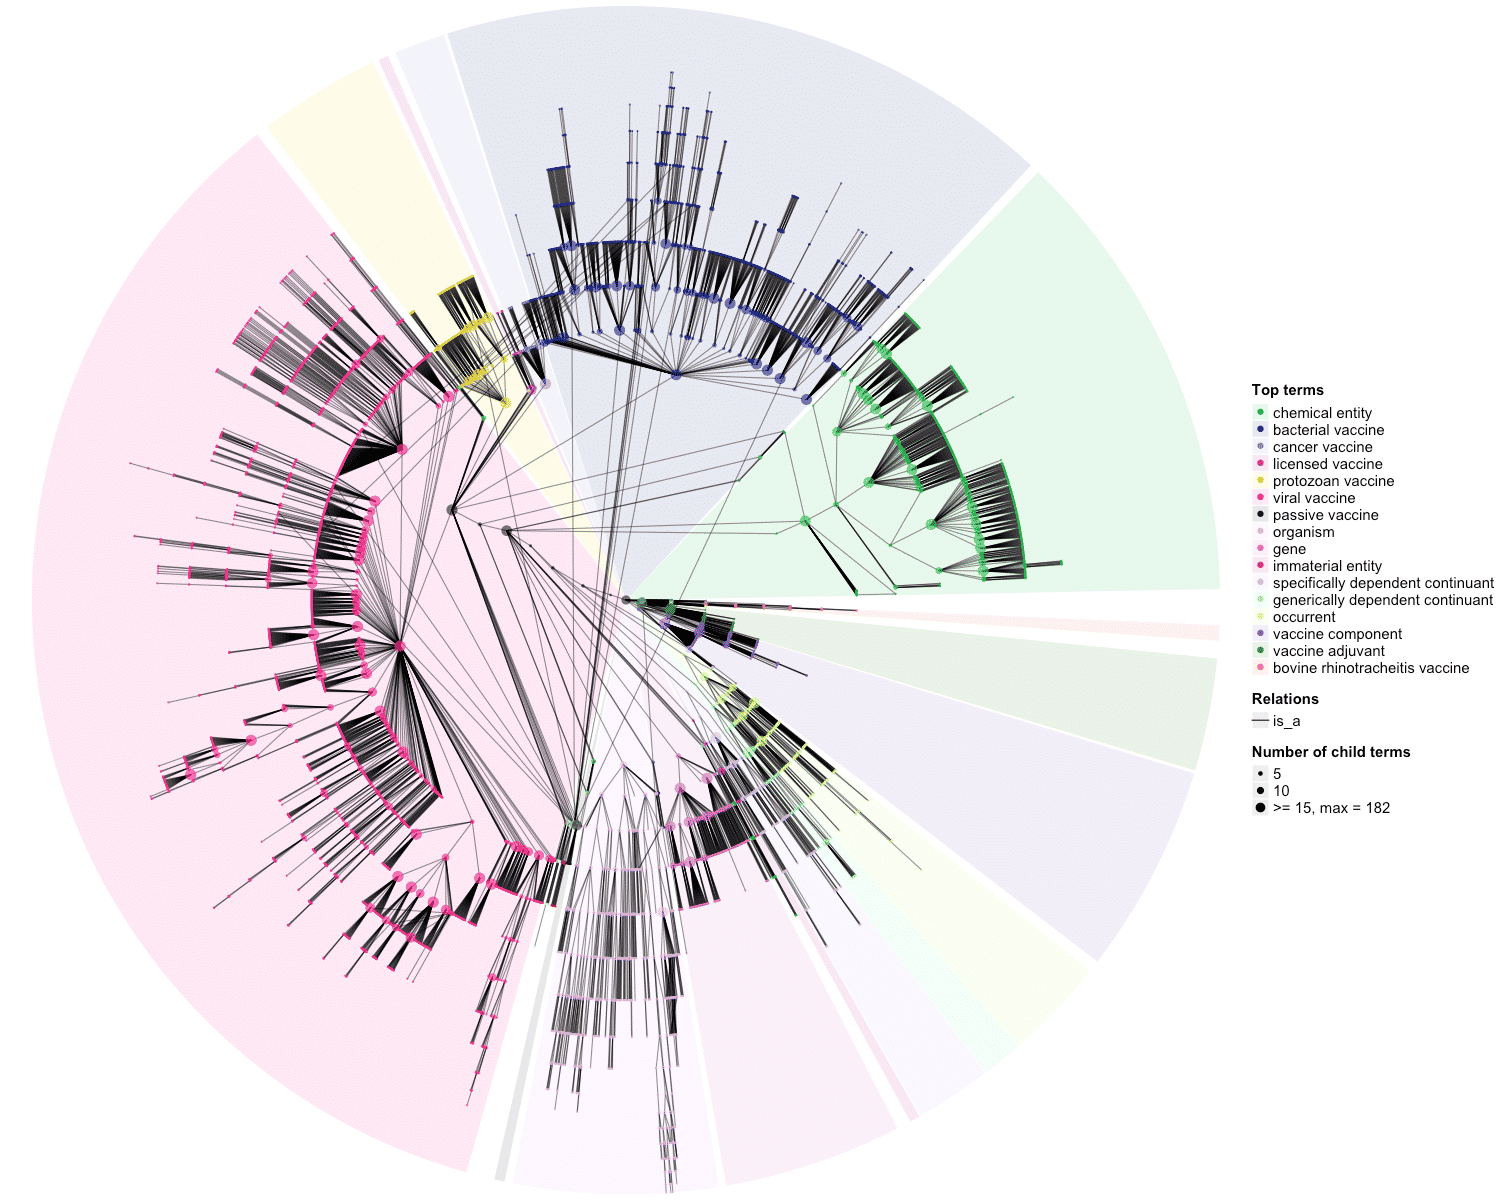 Top terms
chemical entity
bacterial vaccine
cancer vaccine
licensed vaccine
protozoan vaccine
viral vaccine
passive vaccine
organism
gene
immaterial entity
specifically dependent continuant
generically dependent continuant
occurrent
vaccine component
vaccine adjuvant
bovine rhinotracheitis vaccine
Relations
is_a
Number of child terms
5
10
>= 15, max = 182